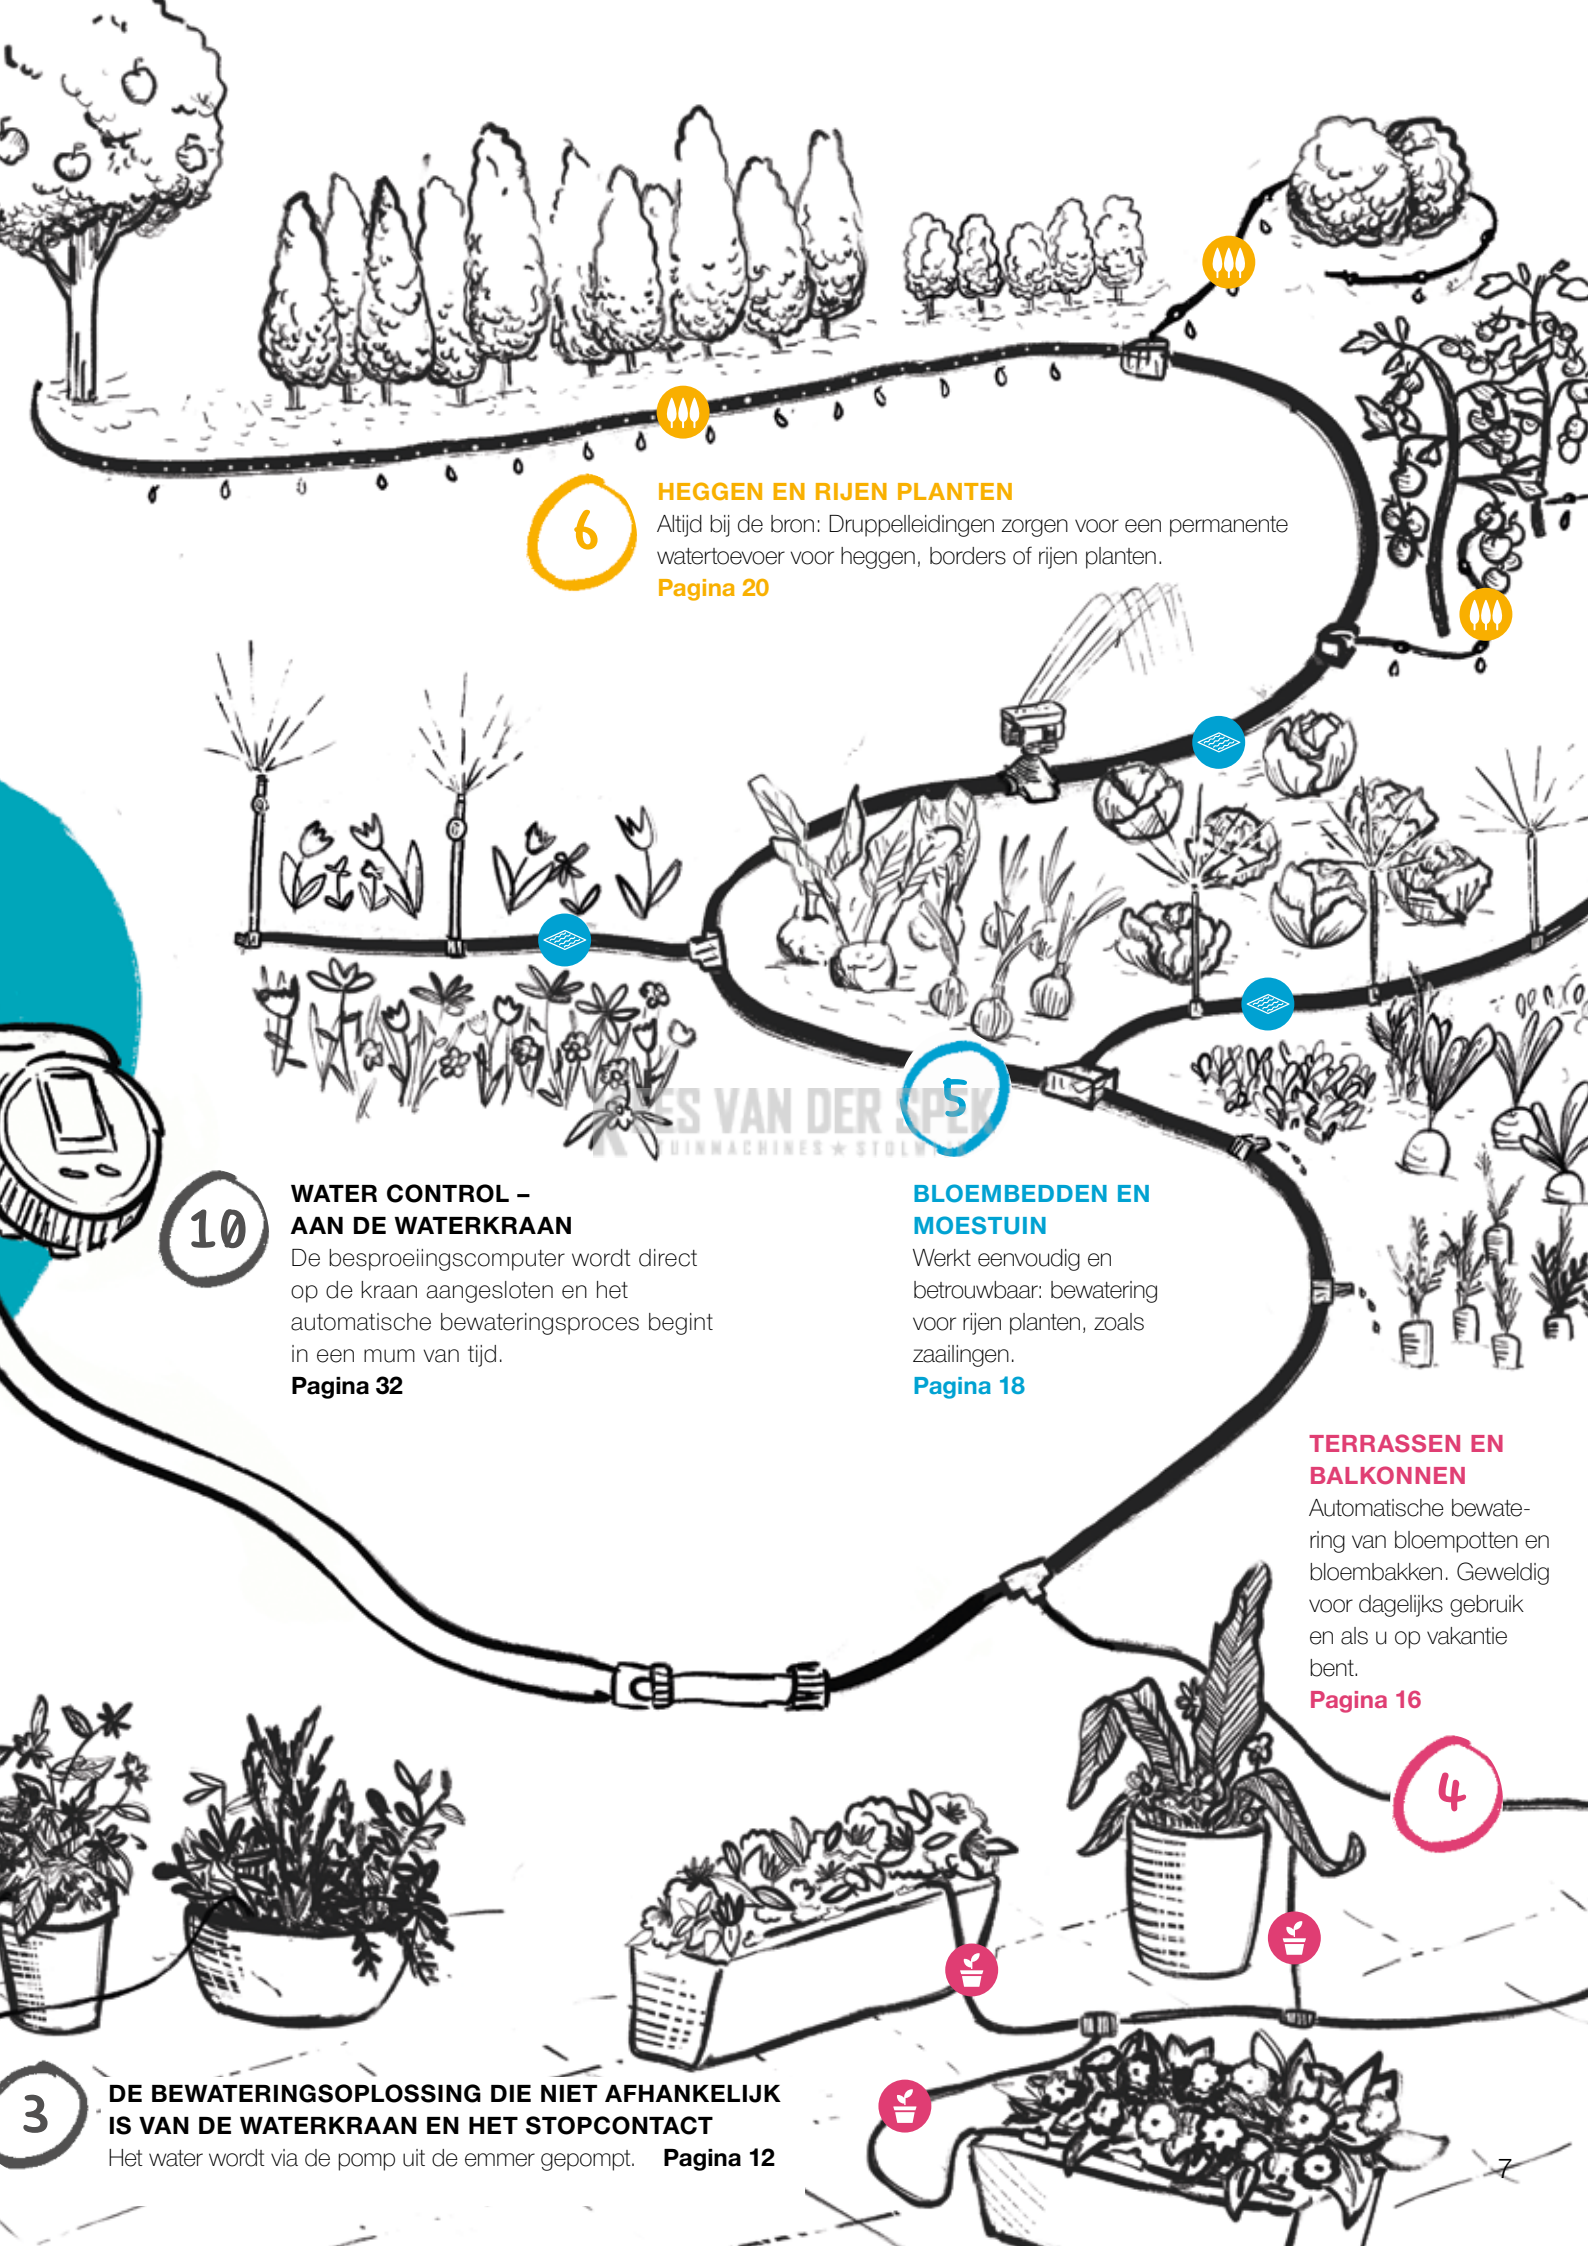 6
HEGGEN EN RIJEN PLANTEN
Altijd bij de bron: Druppelleidingen zorgen voor een permanente
watertoevoer voor heggen, borders of rijen planten.
Pagina 20
5
VAN DER SPEK
TUINMACHINES ★ STOLWIJK
10
WATER CONTROL –
AAN DE WATERKRAAN
De besproeiingscomputer wordt direct
op de kraan aangesloten en het
automatische bewateringsproces begint
in een mum van tijd.
Pagina 32
BLOEMBEDDEN EN
MOESTUIN
Werkt eenvoudig en
betrouwbaar: bewatering
voor rijen planten, zoals
zaailingen.
Pagina 18
TERRASSEN EN
BALKONNEN
Automatische bewate-
ring van bloempotten en
bloembakken. Geweldig
voor dagelijks gebruik
en als u op vakantie
bent.
Pagina 16
4
3
DE BEWATERINGSOPLOSSING DIE NIET AFHANKELIJK
IS VAN DE WATERKRAAN EN HET STOPCONTACT
Het water wordt via de pomp uit de emmer gepompt. Pagina 12
7